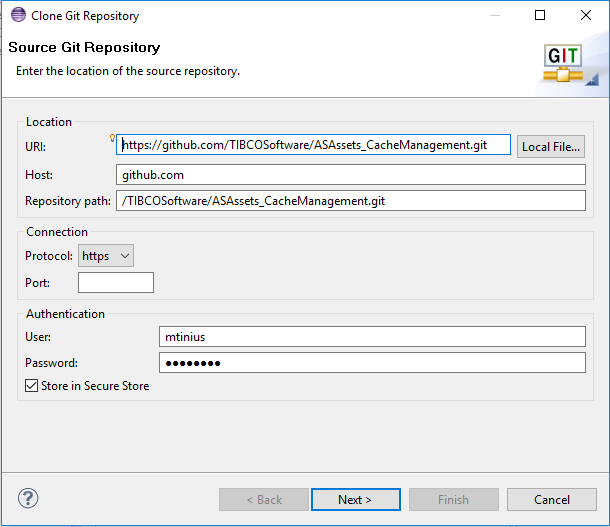 Clone Git Repository
Source Git Repository
Enter the location of the source repository.
GIT
Location
URI: https://github.com/TIBCOSoftware/ASAssets_CacheManagement.git Local File...
Host: github.com
Repository path: /TIBCOSoftware/ASAssets_CacheManagement.git
Connection
Protocol: https
Port:
Authentication
User: mtinius
Password: ●●●●●●●●
Store in Secure Store
? < Back Next > Finish Cancel